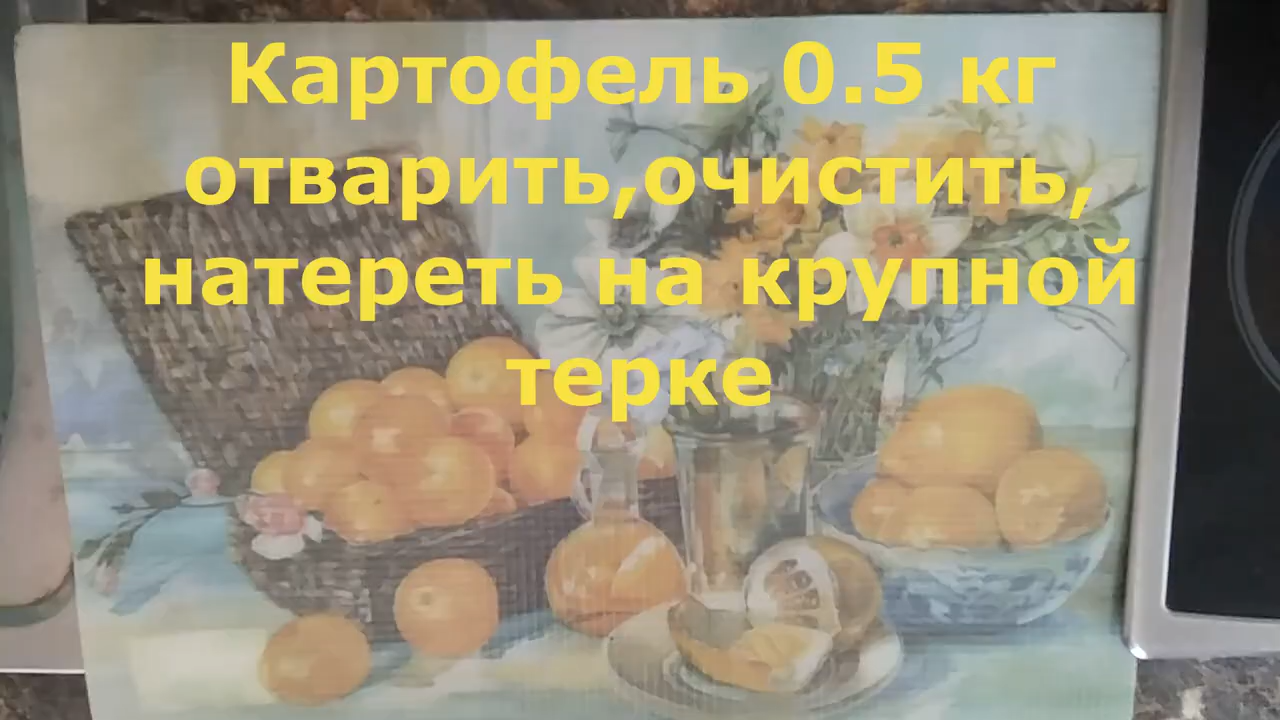 Картофель 0.5 кг
отварить,очистить,
натереть на крупной
терке